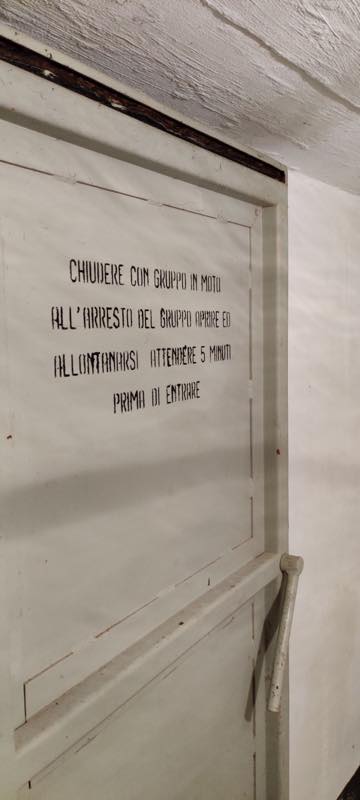 CHIUDERE CON GRUPPO IN MOTO
ALL'ARRESTO DEL GRUPPO APRIRE ED
ALLONTANARSI ATTENDERE 5 MINUTI
PRIMA DI ENTRARE